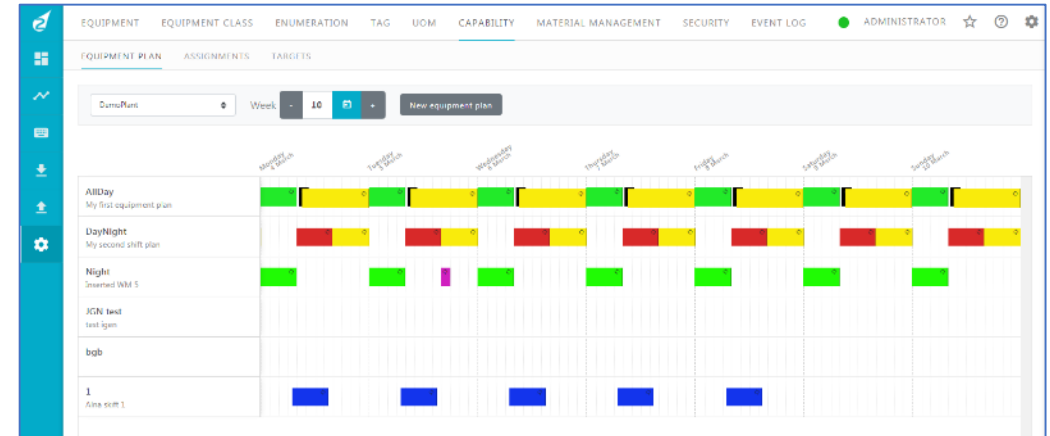 EQUIPMENT EQUIPMENT CLASS ENUMERATION TAG UOM CAPABILITY MATERIAL MANAGEMENT SECURITY EVENT LOG ADMINISTRATOR
EQUIPMENT PLAN ASSIGNMENTS TARGETS
DemoPlant Week - 10 + New equipment plan
Monday Tuesday Wednesday Thursday Friday Saturday Sunday
4 March 5 March 6 March 7 March 8 March 9 March 10 March
AllDay
My first equipment plan
DayNight
My second shift plan
Night
Inserted WM 5
JGN test
bgb
1
Aina skift 1